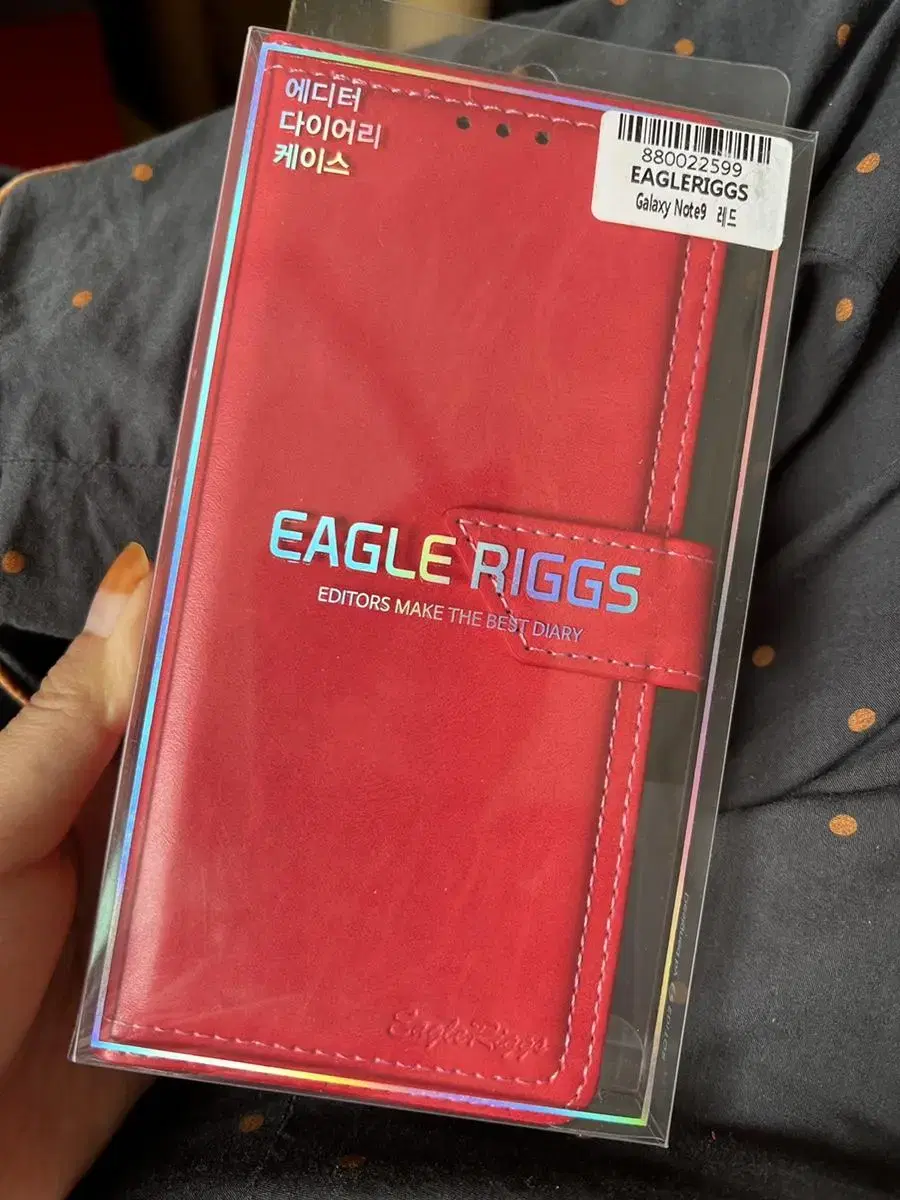 에디터
다이어리
케이스
880022599
EAGLERIGGS
Galaxy Note9 레드
EAGLE RIGGS
EDITORS MAKE THE BEST DIARY
EagleRiggs